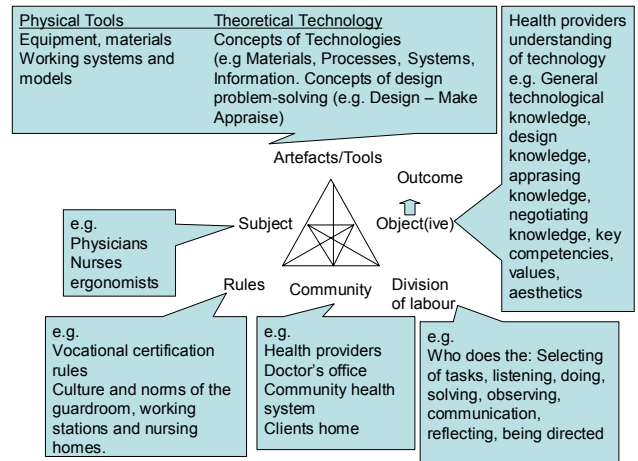 Physical Tools
Equipment, materials
Working systems and
models
Theoretical Technology
Concepts of Technologies
(e.g Materials, Processes, Systems,
Information. Concepts of design
problem-solving (e.g. Design – Make
Appraise)
Health providers
understanding
of technology
e.g. General
technological
knowledge,
design
knowledge,
apprasing
knowledge,
negotiating
knowledge, key
competencies,
values,
aesthetics
Artefacts/Tools
Outcome
Subject
Object(ive)
Rules
Community
Division
of labour
e.g.
Physicians
Nurses
ergonomists
e.g.
Vocational certification
rules
Culture and norms of the
guardroom, working
stations and nursing
homes.
e.g.
Health providers
Doctor's office
Community health
system
Clients home
e.g.
Who does the: Selecting
of tasks, listening, doing,
solving, observing,
communication,
reflecting, being directed